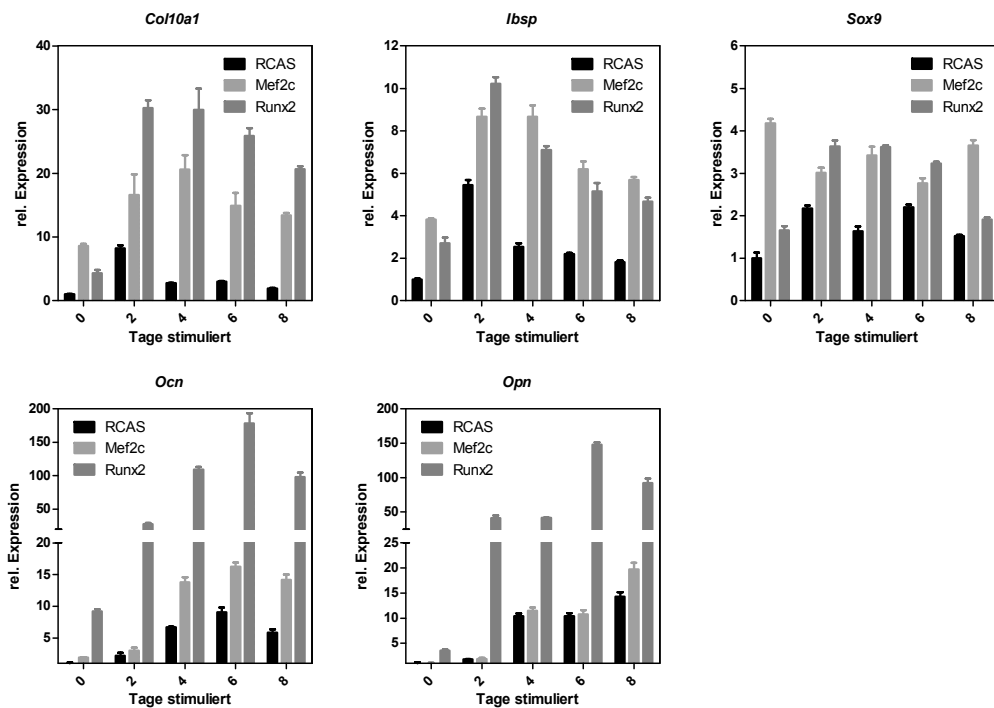 Col10a1
rel. Expression
40
30
20
10
0
RCAS
Mef2c
Runx2
0 2 4 6 8
Tage stimuliert
Ibsp
rel. Expression
12
10
8
6
4
2
0
RCAS
Mef2c
Runx2
0 2 4 6 8
Tage stimuliert
Sox9
rel. Expression
6
5
4
3
2
1
0
RCAS
Mef2c
Runx2
0 2 4 6 8
Tage stimuliert
Ocn
rel. Expression
200
150
100
50
20
15
10
5
RCAS
Mef2c
Runx2
0 2 4 6 8
Tage stimuliert
Opn
rel. Expression
200
150
100
50
25
20
15
10
5
RCAS
Mef2c
Runx2
0 2 4 6 8
Tage stimuliert